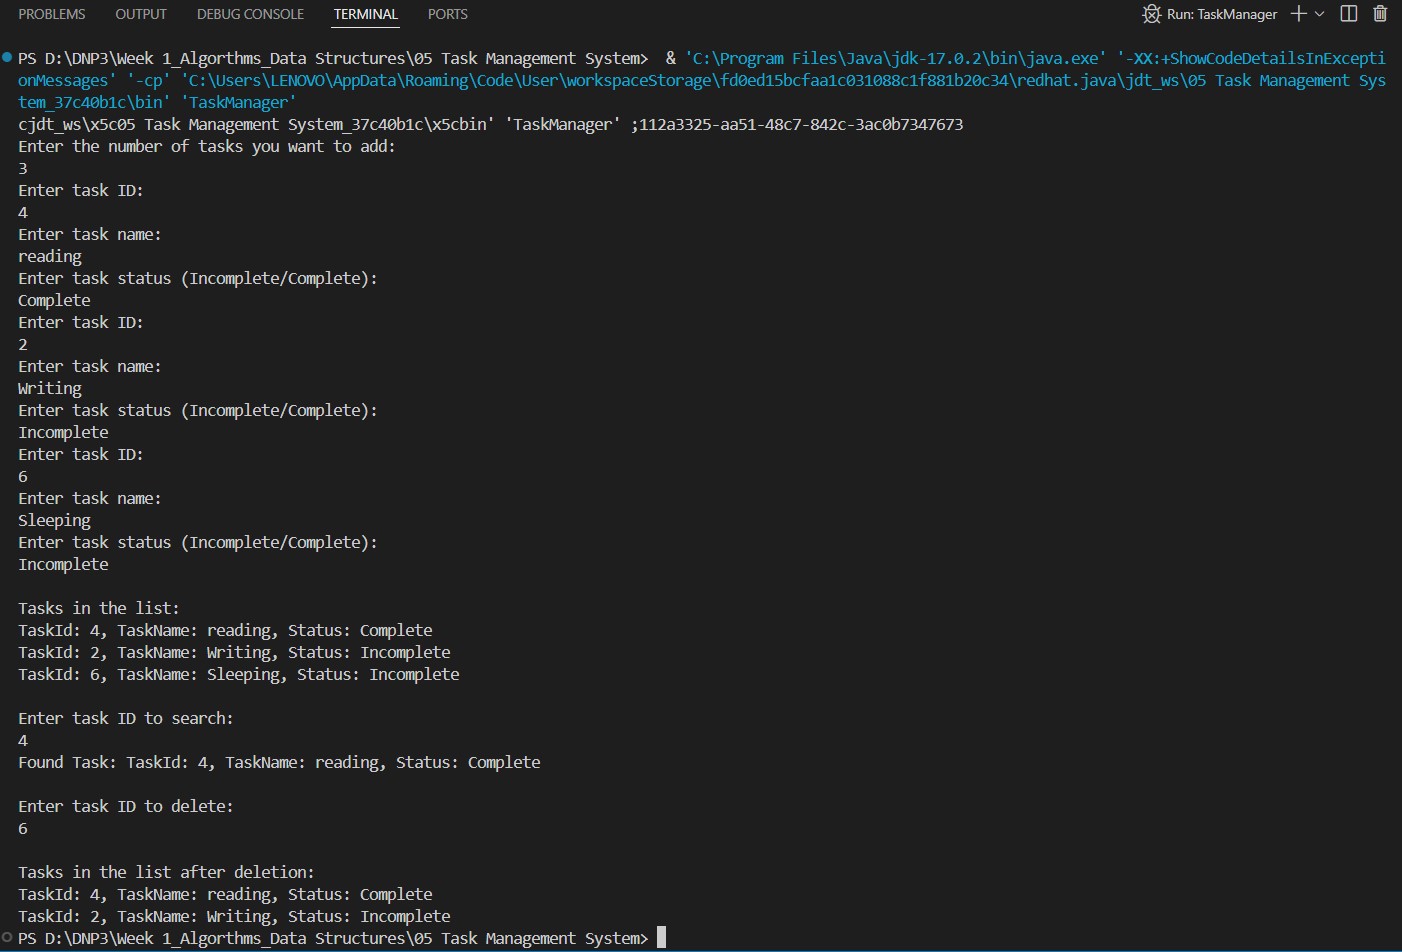 PROBLEMS OUTPUT DEBUG CONSOLE TERMINAL PORTS Run: TaskManager
PS D:\DNP3\Week 1_Algorthms_Data Structures\05 Task Management System>  & 'C:\Program Files\Java\jdk-17.0.2\bin\java.exe' '-XX:+ShowCodeDetailsInExcepti
onMessages' '-cp' 'C:\Users\LENOVO\AppData\Roaming\Code\User\workspaceStorage\fd0ed15bcfaa1c031088c1f881b20c34\redhat.java\jdt_ws\05 Task Management Sys
tem_37c40b1c\bin' 'TaskManager'
cjdt_ws\x5c05 Task Management System_37c40b1c\x5cbin' 'TaskManager' ;112a3325-aa51-48c7-842c-3ac0b7347673
Enter the number of tasks you want to add:
3
Enter task ID:
4
Enter task name:
reading
Enter task status (Incomplete/Complete):
Complete
Enter task ID:
2
Enter task name:
Writing
Enter task status (Incomplete/Complete):
Incomplete
Enter task ID:
6
Enter task name:
Sleeping
Enter task status (Incomplete/Complete):
Incomplete

Tasks in the list:
TaskId: 4, TaskName: reading, Status: Complete
TaskId: 2, TaskName: Writing, Status: Incomplete
TaskId: 6, TaskName: Sleeping, Status: Incomplete

Enter task ID to search:
4
Found Task: TaskId: 4, TaskName: reading, Status: Complete

Enter task ID to delete:
6

Tasks in the list after deletion:
TaskId: 4, TaskName: reading, Status: Complete
TaskId: 2, TaskName: Writing, Status: Incomplete
PS D:\DNP3\Week 1_Algorthms_Data Structures\05 Task Management System>